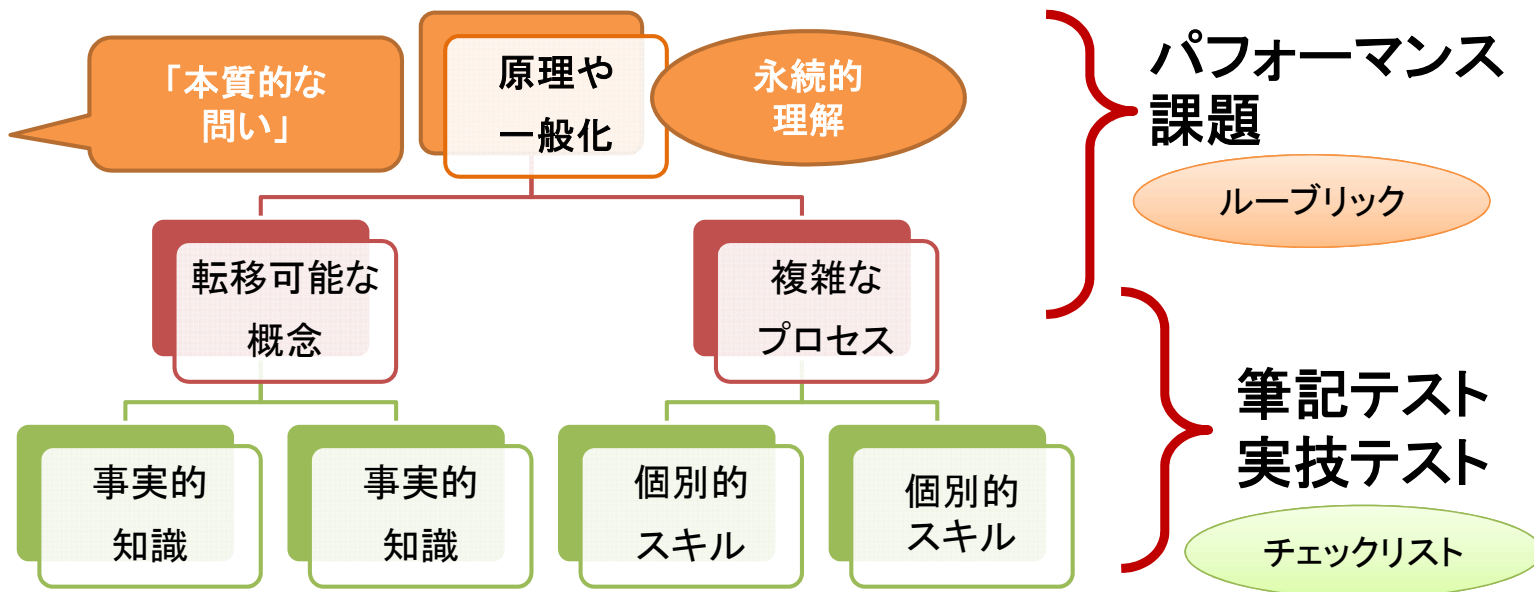 「本質的な
問い」
原理や
一般化
永続的
理解
パフォーマンス
課題
ルーブリック
転移可能な
概念
複雑な
プロセス
筆記テスト
実技テスト
チェックリスト
事実的
知識
事実的
知識
個別的
スキル
個別的
スキル